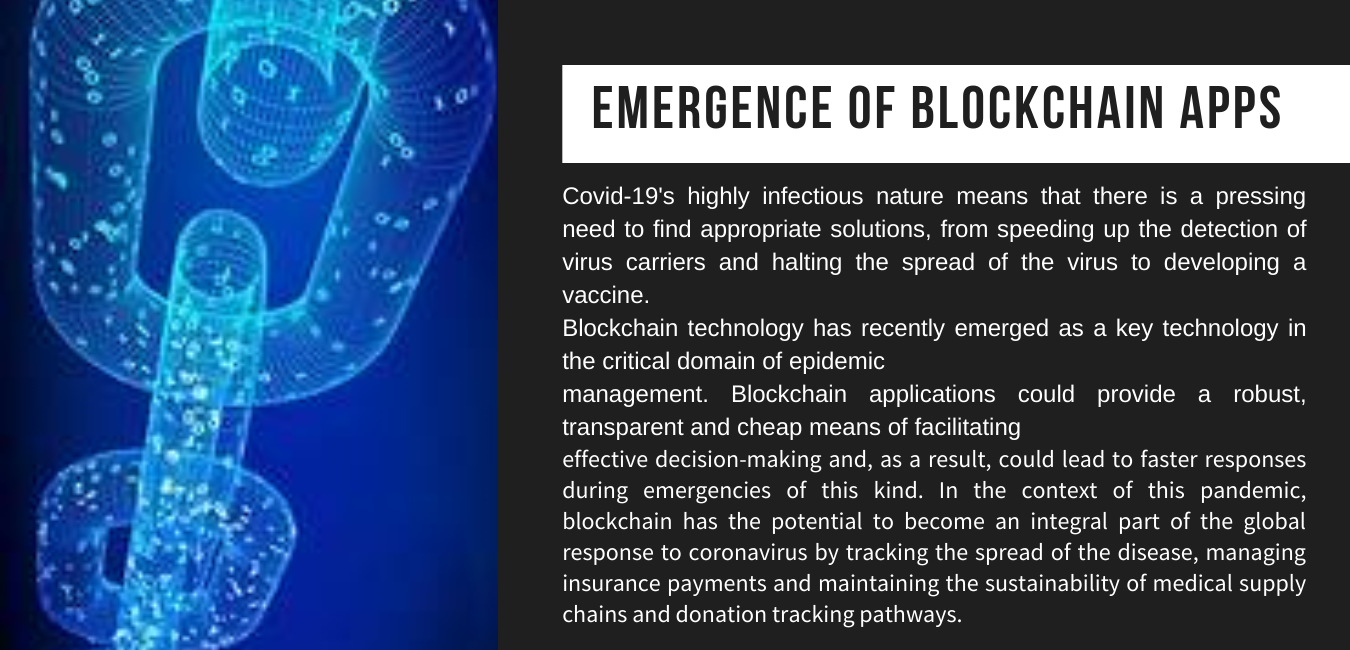 EMERGENCE OF BLOCKCHAIN APPS
Covid-19's highly infectious nature means that there is a pressing
need to find appropriate solutions, from speeding up the detection of
virus carriers and halting the spread of the virus to developing a
vaccine.
Blockchain technology has recently emerged as a key technology in
the critical domain of epidemic
management. Blockchain applications could provide a robust,
transparent and cheap means of facilitating
effective decision-making and, as a result, could lead to faster responses
during emergencies of this kind. In the context of this pandemic,
blockchain has the potential to become an integral part of the global
response to coronavirus by tracking the spread of the disease, managing
insurance payments and maintaining the sustainability of medical supply
chains and donation tracking pathways.